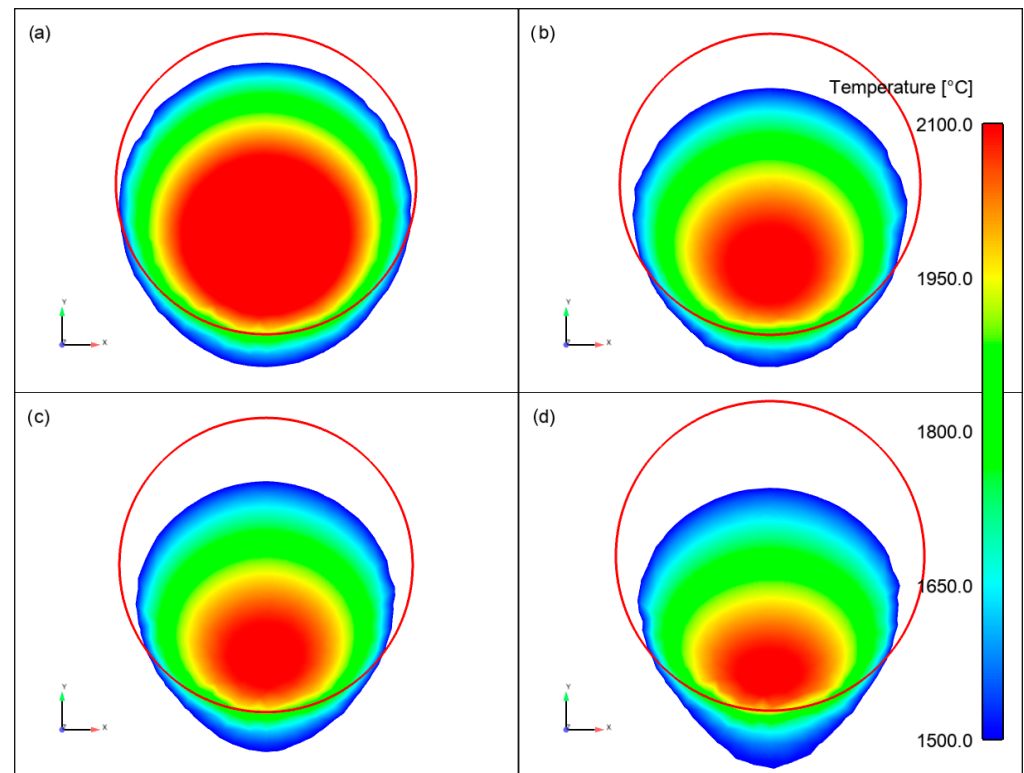 (a)
(b)
Temperature [°C]
2100.0
1950.0
1800.0
1650.0
1500.0
Y
X
Z
Y
X
(c)
(d)
Y
X
Y
X